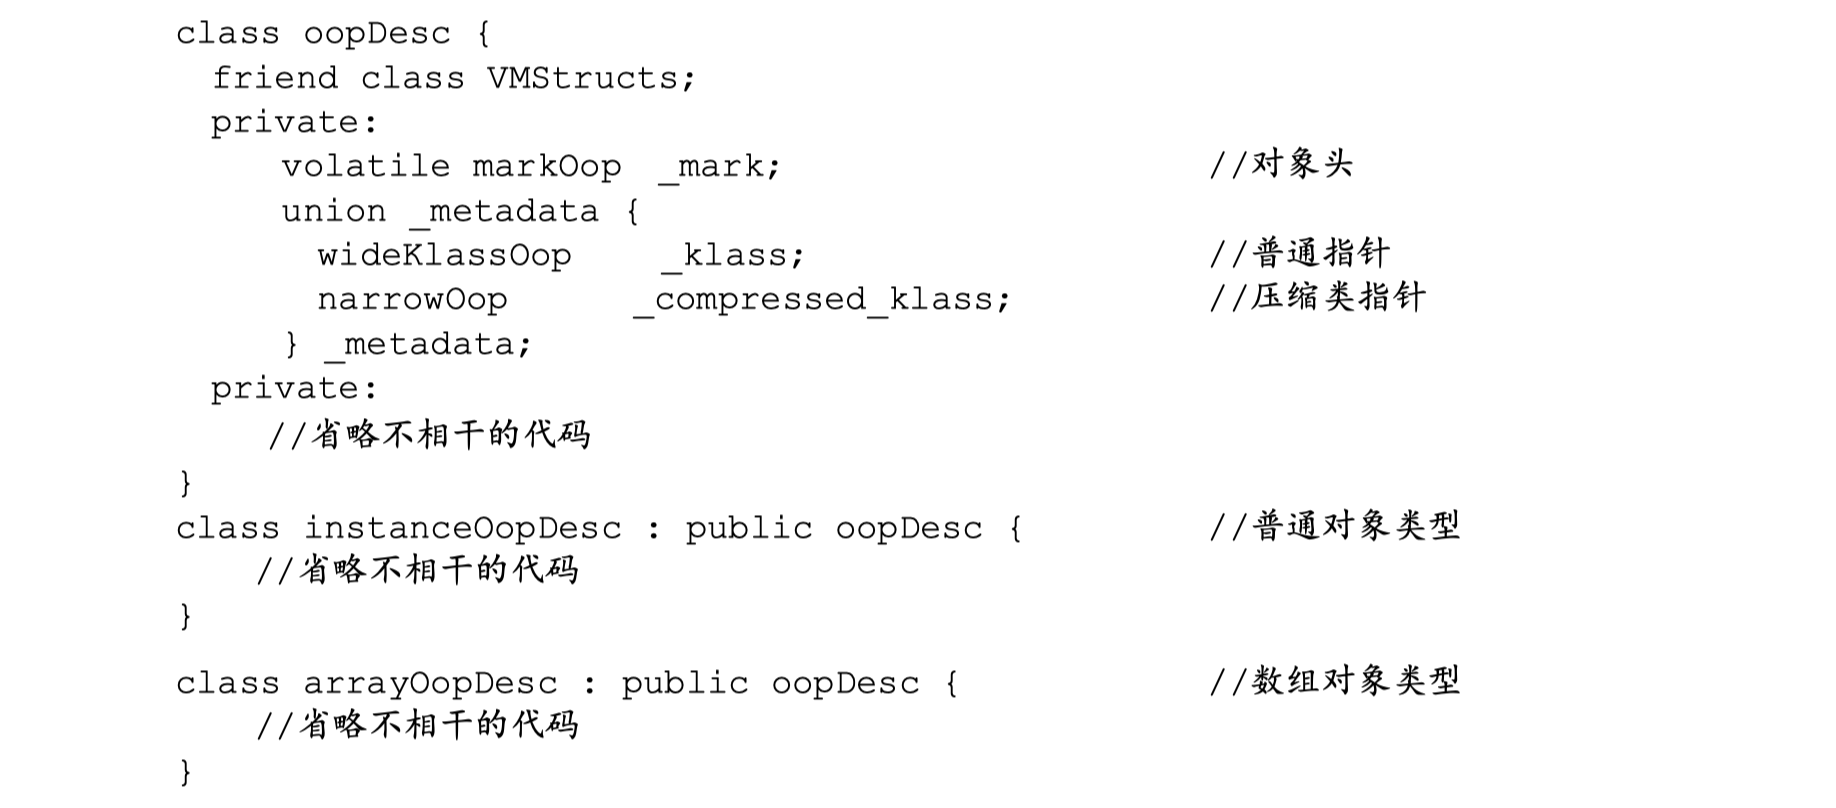 class oopDesc {
friend class VMStructs;
private:
volatile markOop _mark; //对象头
union _metadata {
wideKlassOop _klass; //普通指针
narrowOop _compressed_klass; //压缩类指针
} _metadata;
private:
//省略不相干的代码
}
class instanceOopDesc : public oopDesc { //普通对象类型
//省略不相干的代码
}
class arrayOopDesc : public oopDesc { //数组对象类型
//省略不相干的代码
}